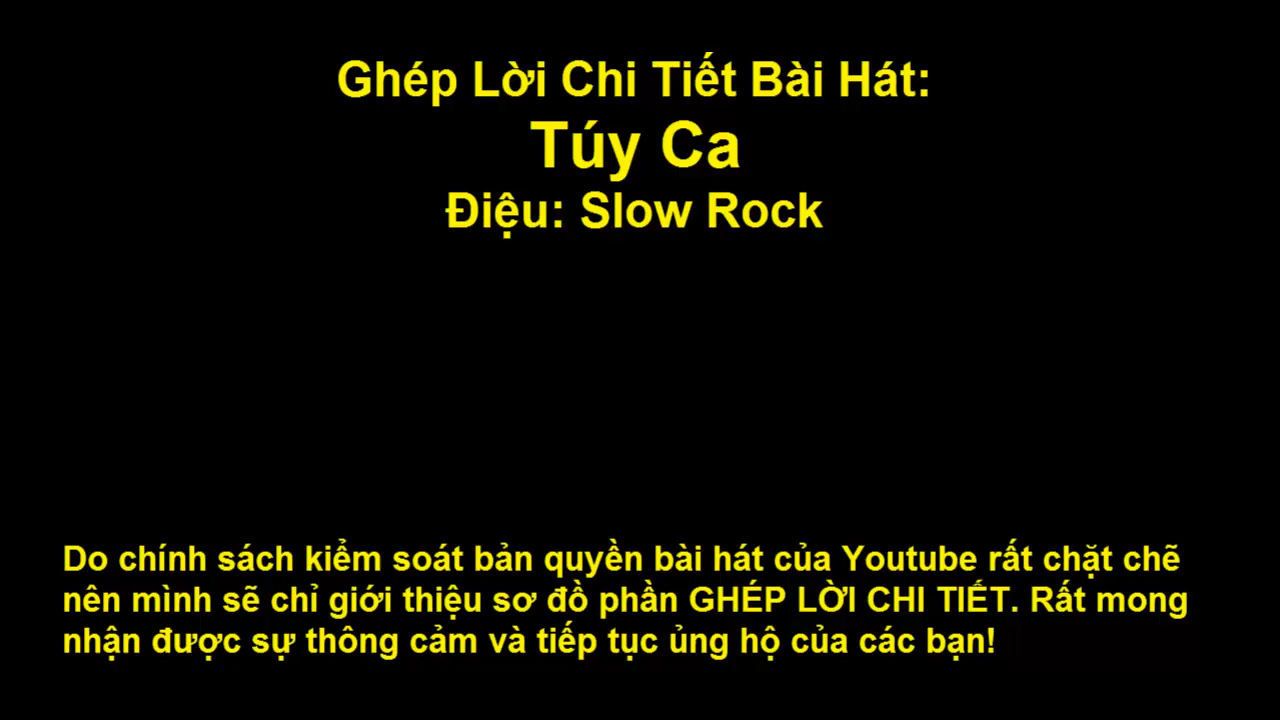 Ghép Lời Chi Tiết Bài Hát:
Túy Ca
Điệu: Slow Rock
Do chính sách kiểm soát bản quyền bài hát của Youtube rất chặt chẽ
nên mình sẽ chỉ giới thiệu sơ đồ phần GHÉP LỜI CHI TIẾT. Rất mong
nhận được sự thông cảm và tiếp tục ủng hộ của các bạn!